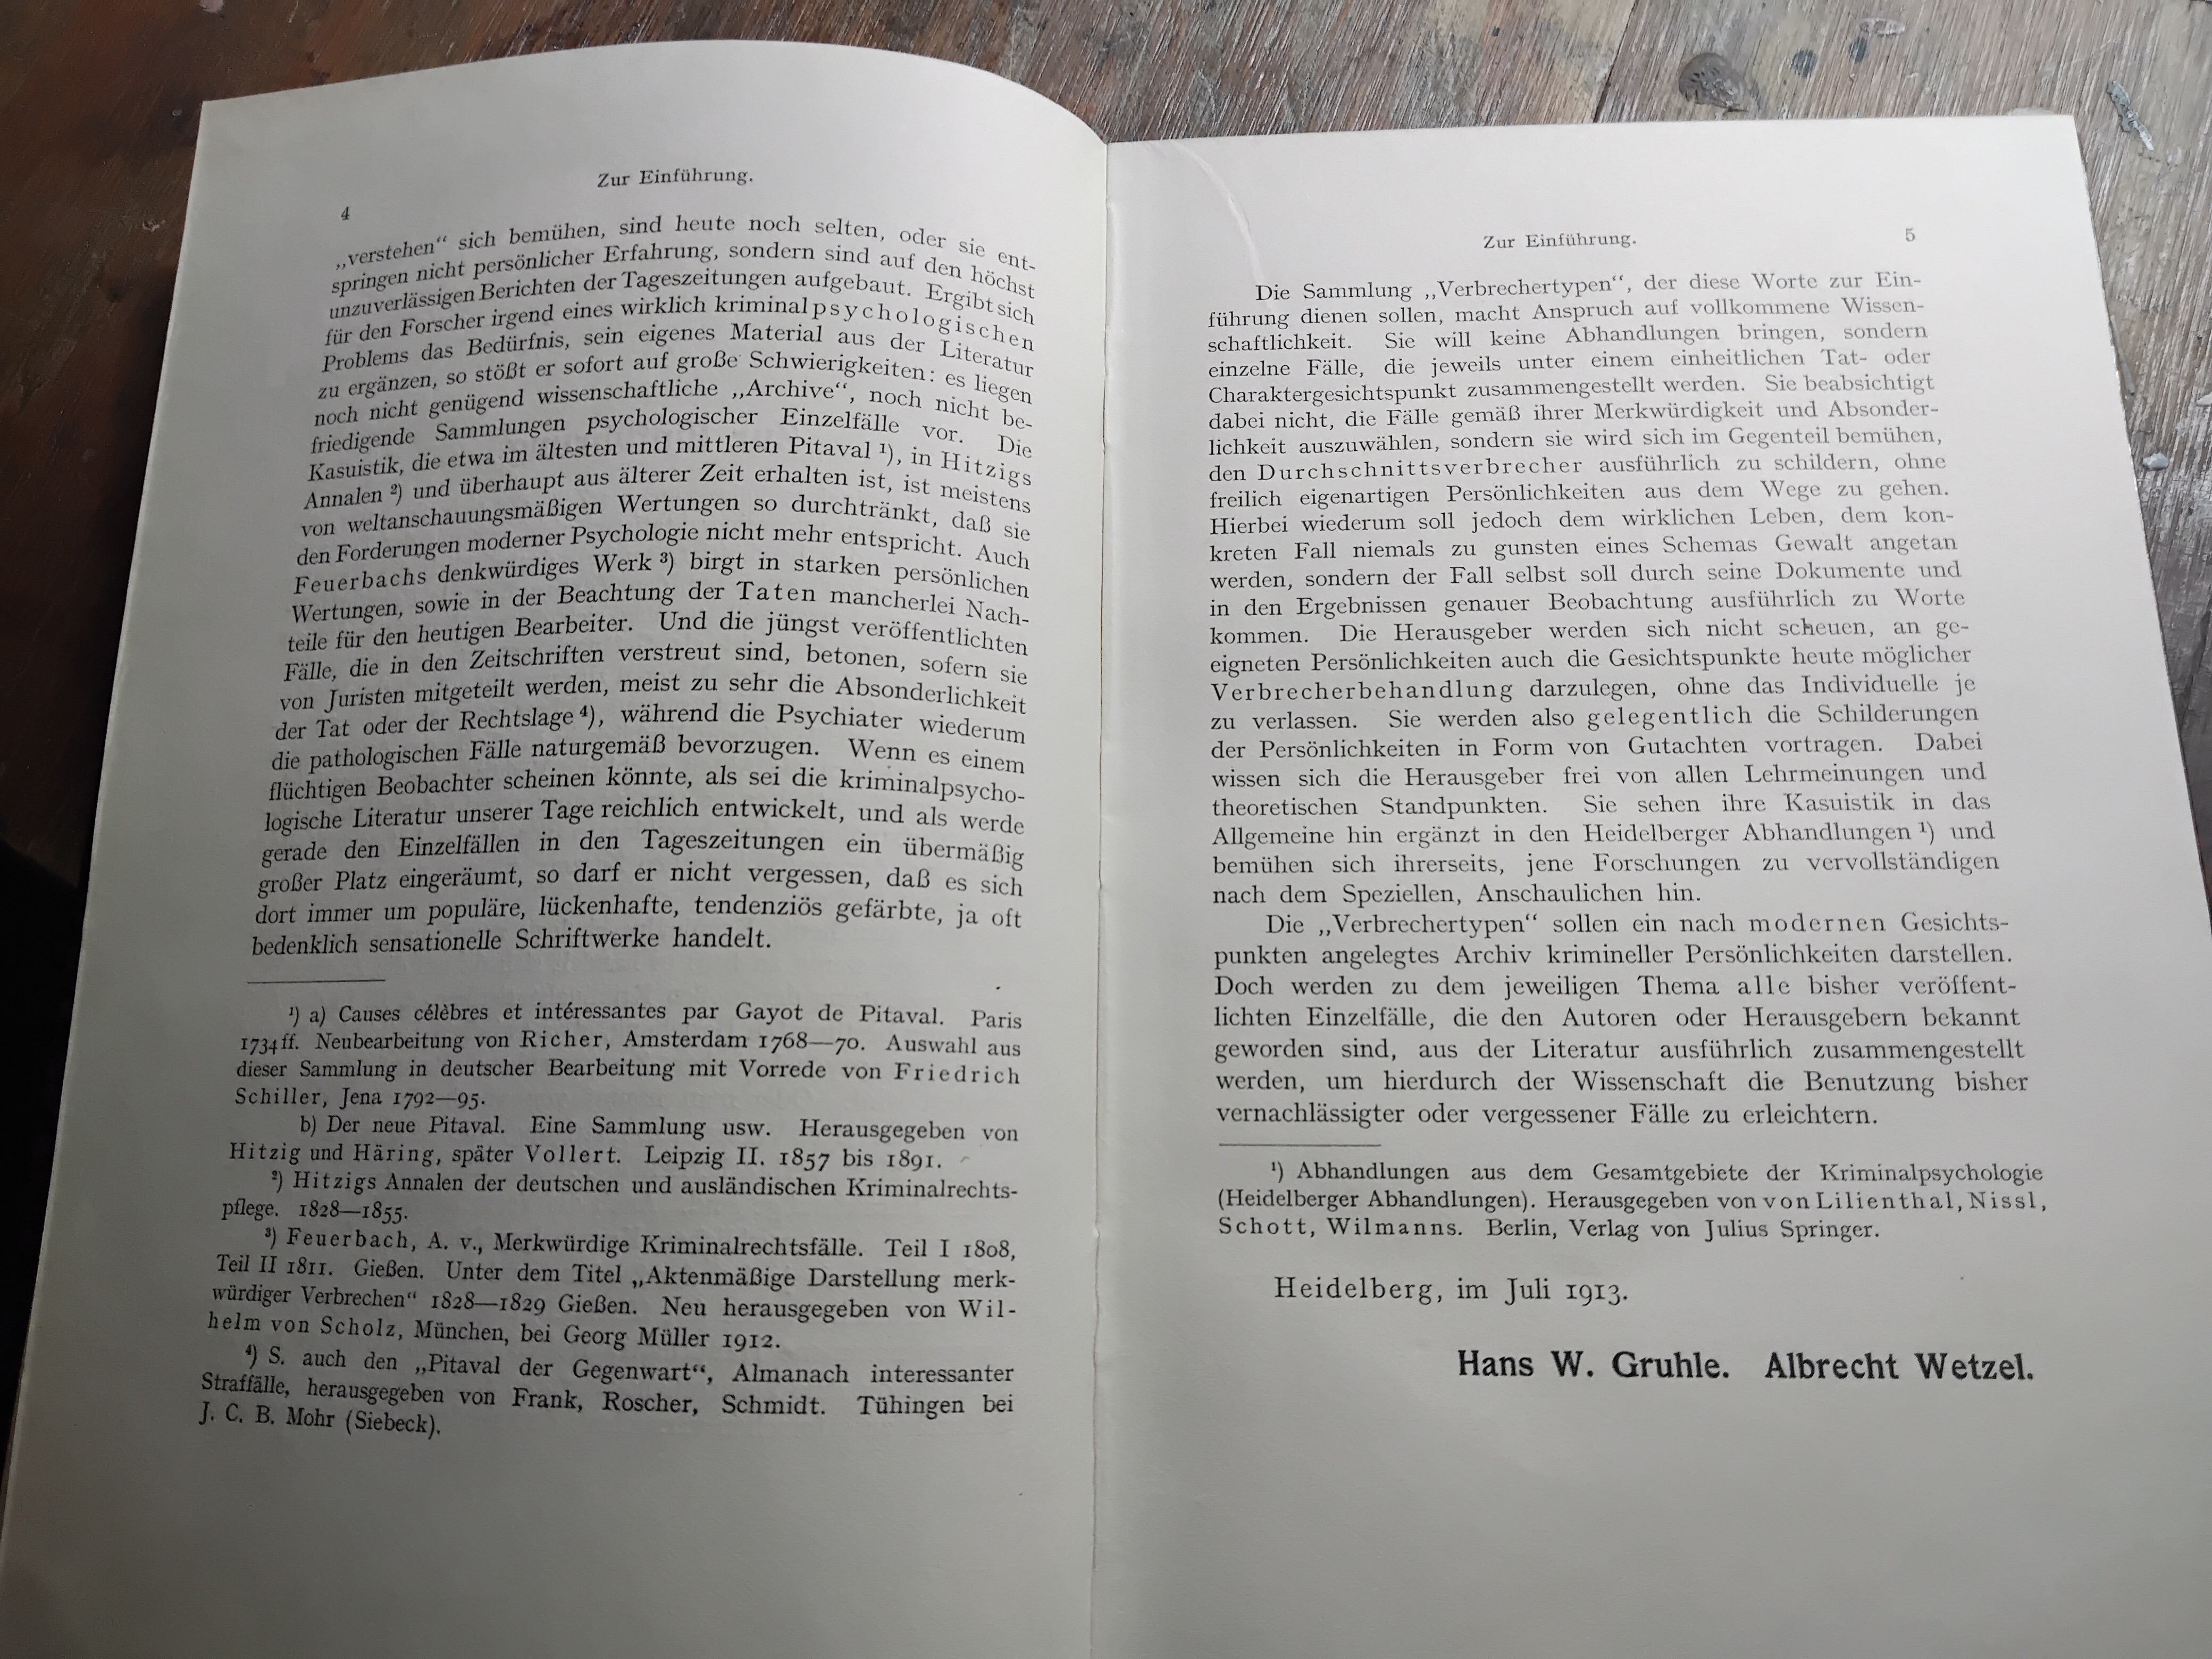 Zur Einführung.
4
„verstehen“ sich bemühen, sind heute noch selten, oder sie ent-
springen nicht persönlicher Erfahrung, sondern sind auf den höchst
unzuverlässigen Berichten der Tageszeitungen aufgebaut. Ergibt sich
für den Forscher irgend eines wirklich kriminalpsychologischen
Problems das Bedürfnis, sein eigenes Material aus der Literatur
zu ergänzen, so stößt er sofort auf große Schwierigkeiten: es liegen
noch nicht genügend wissenschaftliche „Archive“, noch nicht be-
friedigende Sammlungen psychologischer Einzelfälle vor. Die
Kasuistik, die etwa im ältesten und mittleren Pitaval ¹), in Hitzigs
Annalen ²) und überhaupt aus älterer Zeit erhalten ist, ist meistens
von weltanschauungsmäßigen Wertungen so durchtränkt, daß sie
den Forderungen moderner Psychologie nicht mehr entspricht. Auch
Feuerbachs denkwürdiges Werk ³) birgt in starken persönlichen
Wertungen, sowie in der Beachtung der Taten mancherlei Nach-
teile für den heutigen Bearbeiter. Und die jüngst veröffentlichten
Fälle, die in den Zeitschriften verstreut sind, betonen, sofern sie
von Juristen mitgeteilt werden, meist zu sehr die Absonderlichkeit
der Tat oder der Rechtslage ⁴), während die Psychiater wiederum
die pathologischen Fälle naturgemäß bevorzugen. Wenn es einem
flüchtigen Beobachter scheinen könnte, als sei die kriminalpsycho-
logische Literatur unserer Tage reichlich entwickelt, und als werde
gerade den Einzelfällen in den Tageszeitungen ein übermäßig
großer Platz eingeräumt, so darf er nicht vergessen, daß es sich
dort immer um populäre, lückenhafte, tendenziös gefärbte, ja oft
bedenklich sensationelle Schriftwerke handelt.
¹) a) Causes célèbres et intéressantes par Gayot de Pitaval. Paris
1734 ff. Neubearbeitung von Richer, Amsterdam 1768—70. Auswahl aus
dieser Sammlung in deutscher Bearbeitung mit Vorrede von Friedrich
Schiller, Jena 1792—95.
b) Der neue Pitaval. Eine Sammlung usw. Herausgegeben von
Hitzig und Häring, später Vollert. Leipzig II. 1857 bis 1891.
²) Hitzigs Annalen der deutschen und ausländischen Kriminalrechts-
pflege. 1828—1855.
³) Feuerbach, A. v., Merkwürdige Kriminalrechtsfälle. Teil I 1808,
Teil II 1811. Gießen. Unter dem Titel „Aktenmäßige Darstellung merk-
würdiger Verbrechen“ 1828—1829 Gießen. Neu herausgegeben von Wil-
helm von Scholz, München, bei Georg Müller 1912.
⁴) S. auch den „Pitaval der Gegenwart“, Almanach interessanter
Straffälle, herausgegeben von Frank, Roscher, Schmidt. Tühingen bei
J. C. B. Mohr (Siebeck).
Zur Einführung.
5
Die Sammlung „Verbrechertypen“, der diese Worte zur Ein-
führung dienen sollen, macht Anspruch auf vollkommene Wissen-
schaftlichkeit. Sie will keine Abhandlungen bringen, sondern
einzelne Fälle, die jeweils unter einem einheitlichen Tat- oder
Charaktergesichtspunkt zusammengestellt werden. Sie beabsichtigt
dabei nicht, die Fälle gemäß ihrer Merkwürdigkeit und Absonder-
lichkeit auszuwählen, sondern sie wird sich im Gegenteil bemühen,
den Durchschnittsverbrecher ausführlich zu schildern, ohne
freilich eigenartigen Persönlichkeiten aus dem Wege zu gehen.
Hierbei wiederum soll jedoch dem wirklichen Leben, dem kon-
kreten Fall niemals zu gunsten eines Schemas Gewalt angetan
werden, sondern der Fall selbst soll durch seine Dokumente und
in den Ergebnissen genauer Beobachtung ausführlich zu Worte
kommen. Die Herausgeber werden sich nicht scheuen, an ge-
eigneten Persönlichkeiten auch die Gesichtspunkte heute möglicher
Verbrecherbehandlung darzulegen, ohne das Individuelle je
zu verlassen. Sie werden also gelegentlich die Schilderungen
der Persönlichkeiten in Form von Gutachten vortragen. Dabei
wissen sich die Herausgeber frei von allen Lehrmeinungen und
theoretischen Standpunkten. Sie sehen ihre Kasuistik in das
Allgemeine hin ergänzt in den Heidelberger Abhandlungen ¹) und
bemühen sich ihrerseits, jene Forschungen zu vervollständigen
nach dem Speziellen, Anschaulichen hin.
Die „Verbrechertypen“ sollen ein nach modernen Gesichts-
punkten angelegtes Archiv krimineller Persönlichkeiten darstellen.
Doch werden zu dem jeweiligen Thema alle bisher veröffent-
lichten Einzelfälle, die den Autoren oder Herausgebern bekannt
geworden sind, aus der Literatur ausführlich zusammengestellt
werden, um hierdurch der Wissenschaft die Benutzung bisher
vernachlässigter oder vergessener Fälle zu erleichtern.
¹) Abhandlungen aus dem Gesamtgebiete der Kriminalpsychologie
(Heidelberger Abhandlungen). Herausgegeben von von Lilienthal, Nissl,
Schott, Wilmanns. Berlin, Verlag von Julius Springer.
Heidelberg, im Juli 1913.
Hans W. Gruhle. Albrecht Wetzel.